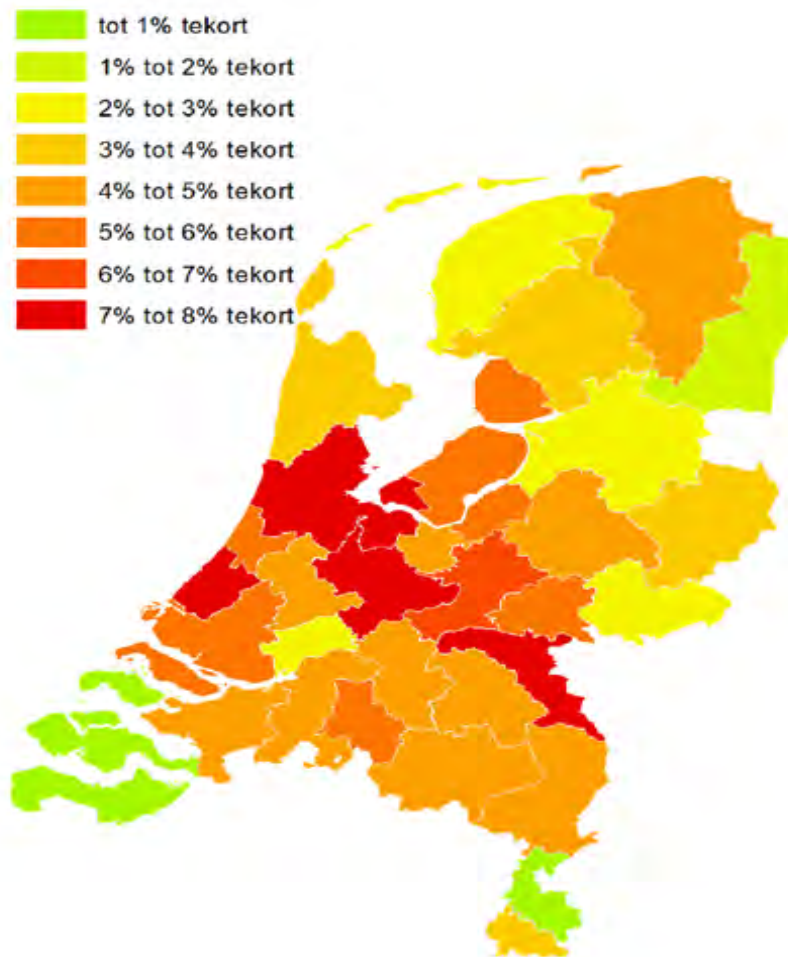 tot 1% tekort
1% tot 2% tekort
2% tot 3% tekort
3% tot 4% tekort
4% tot 5% tekort
5% tot 6% tekort
6% tot 7% tekort
7% tot 8% tekort